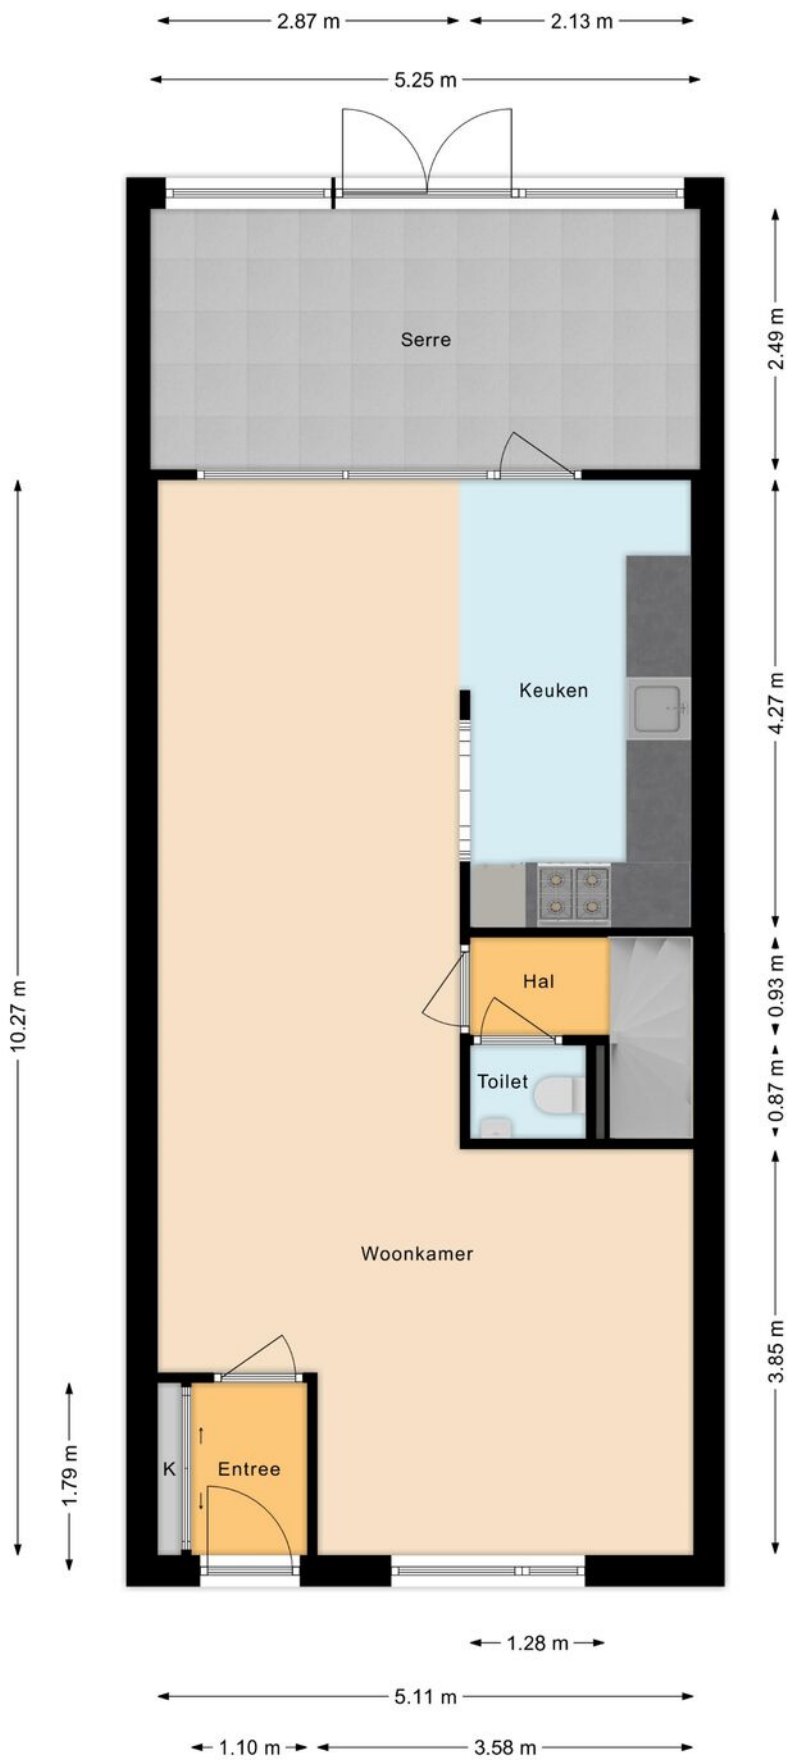 2.87 m
2.13 m
5.25 m
Serre
2.49 m
Keuken
4.27 m
10.27 m
Hal
0.93 m
Toilet
0.87 m
Woonkamer
3.85 m
1.79 m
K
Entree
1.28 m
5.11 m
1.10 m
3.58 m